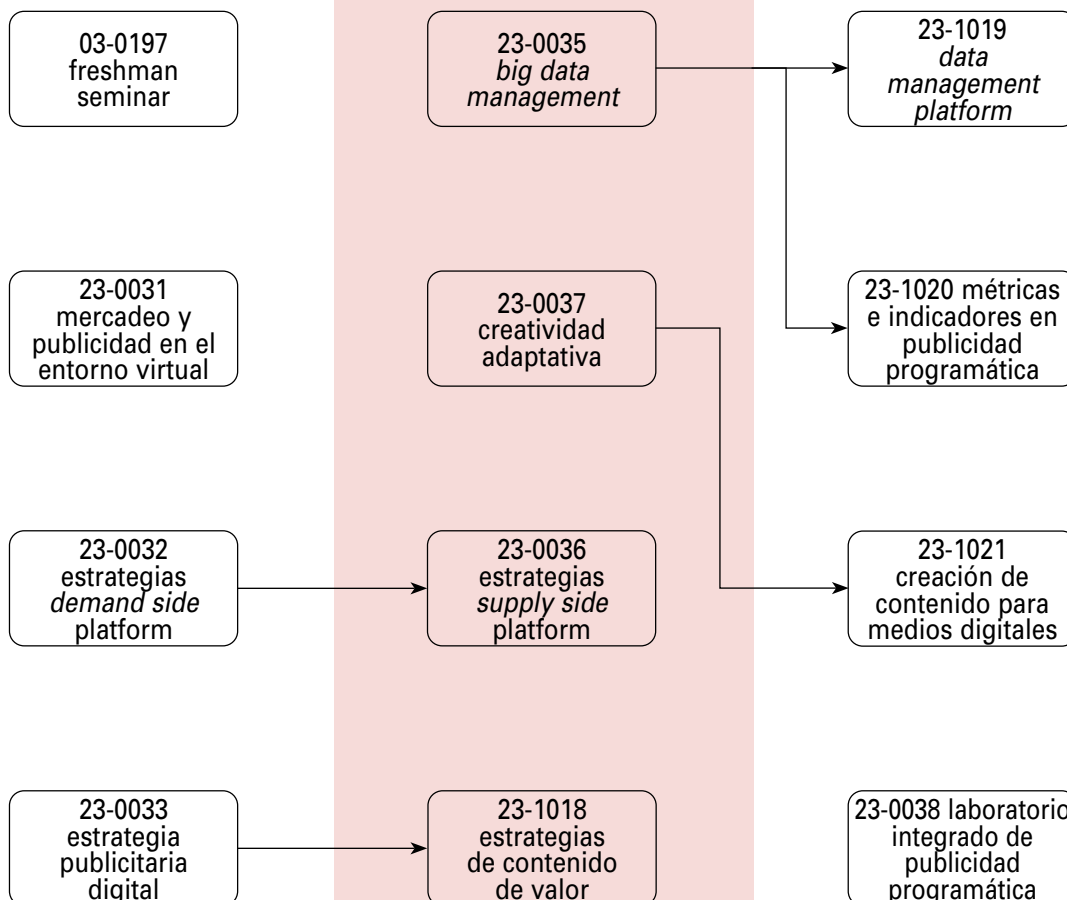 03-0197
freshman
seminar
23-0035
big data
management
23-1019
data
management
platform
23-0031
mercadeo y
publicidad en el
entorno virtual
23-0037
creatividad
adaptativa
23-1020 métricas
e indicadores en
publicidad
programática
23-0032
estrategias
demand side
platform
23-0036
estrategias
supply side
platform
23-1021
creación de
contenido para
medios digitales
23-0033
estrategia
publicitaria
digital
23-1018
estrategias
de contenido
de valor
23-0038 laboratorio
integrado de
publicidad
programática